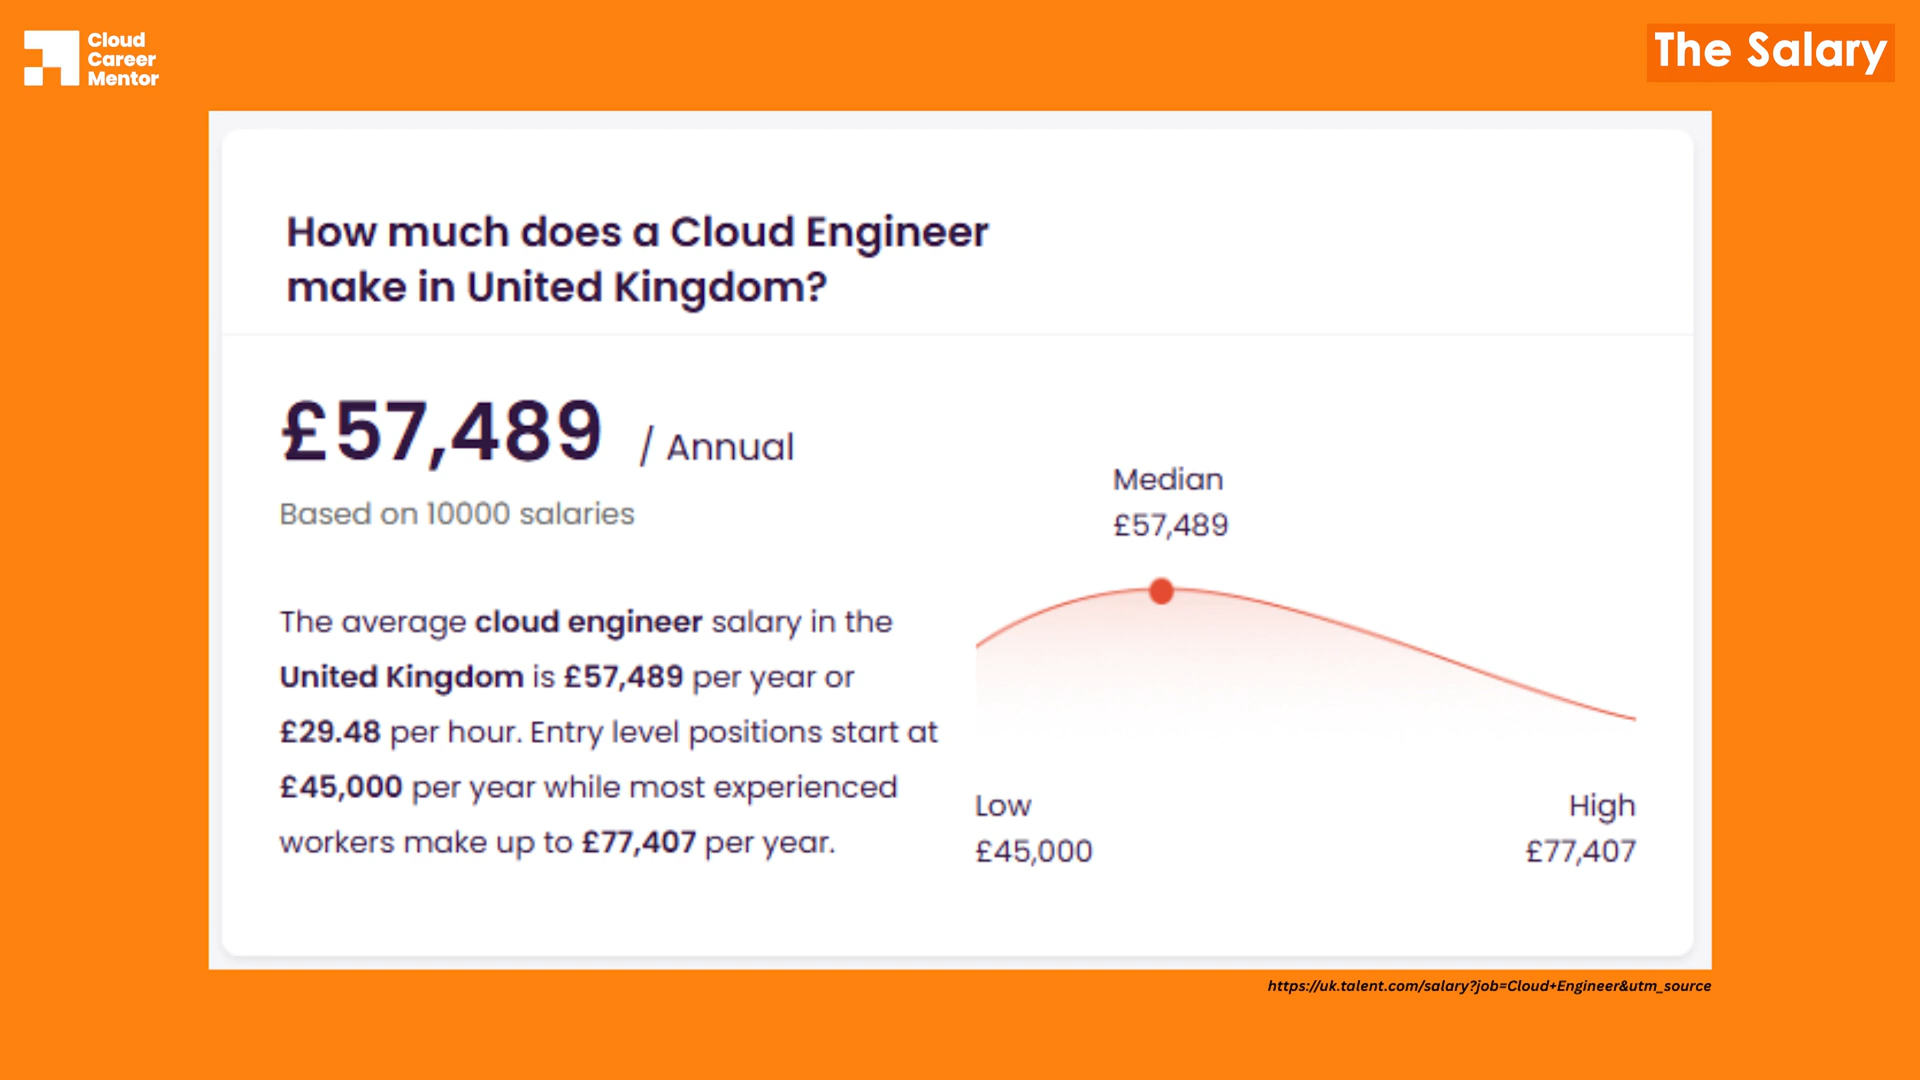 Cloud
Career
Mentor
The Salary
How much does a Cloud Engineer
make in United Kingdom?
£57,489 / Annual
Based on 10000 salaries
The average cloud engineer salary in the
United Kingdom is £57,489 per year or
£29.48 per hour. Entry level positions start at
£45,000 per year while most experienced
workers make up to £77,407 per year.
Median
£57,489
Low
£45,000
High
£77,407
https://uk.talent.com/salary?job=Cloud+Engineer&utm_source